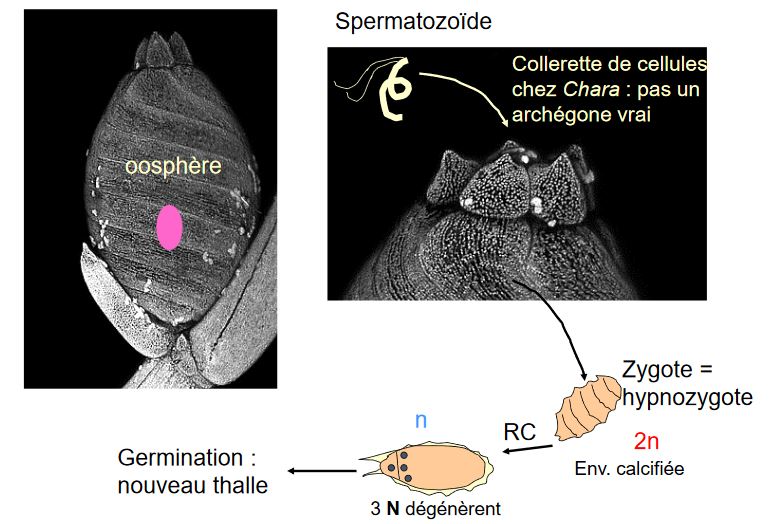 Spermatozoïde
Collerette de cellules
chez Chara : pas un
archégone vrai
oosphère
Zygote =
hypnozygote
2n
Env. calcifiée
RC
n
3 N dégénèrent
Germination :
nouveau thalle